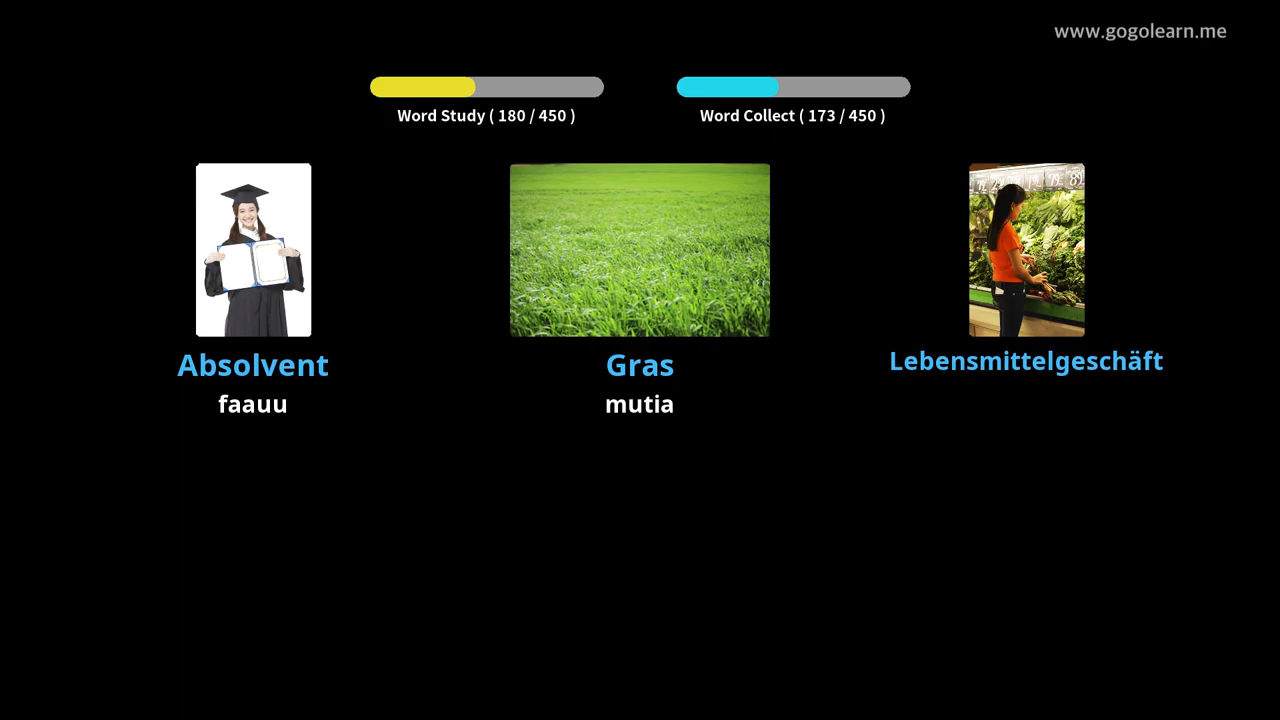 www.gogolearn.me
Word Study ( 180 / 450 )
Word Collect ( 173 / 450 )
Absolvent
faauu
Gras
mutia
Lebensmittelgeschäft